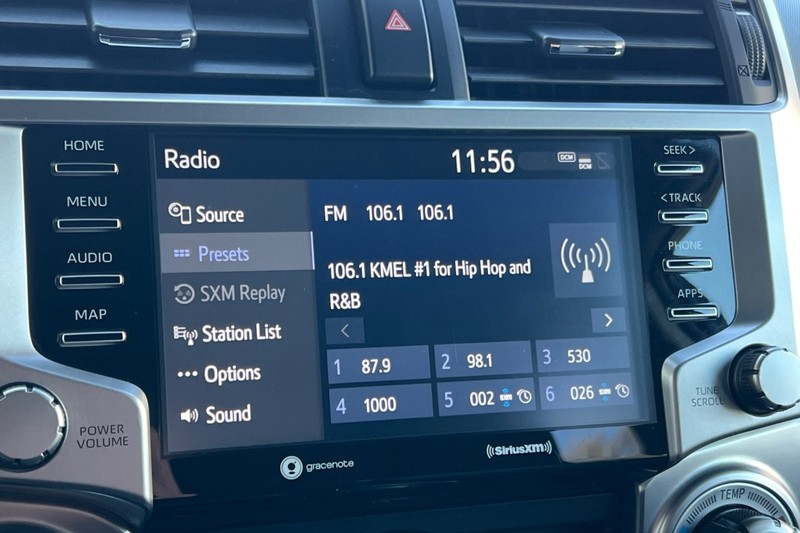 HOME
MENU
AUDIO
MAP
POWER
VOLUME
Radio
11:56
DCM
DCM
Source
Presets
SXM Replay
Station List
Options
Sound
FM 106.1 106.1
106.1 KMEL #1 for Hip Hop and
R&B
<
>
1 87.9
2 98.1
3 530
4 1000
5 002
6 026
gracenote
((SiriusXM))
SEEK >
< TRACK
PHONE
APPS
TUNE
SCROLL
TEMP